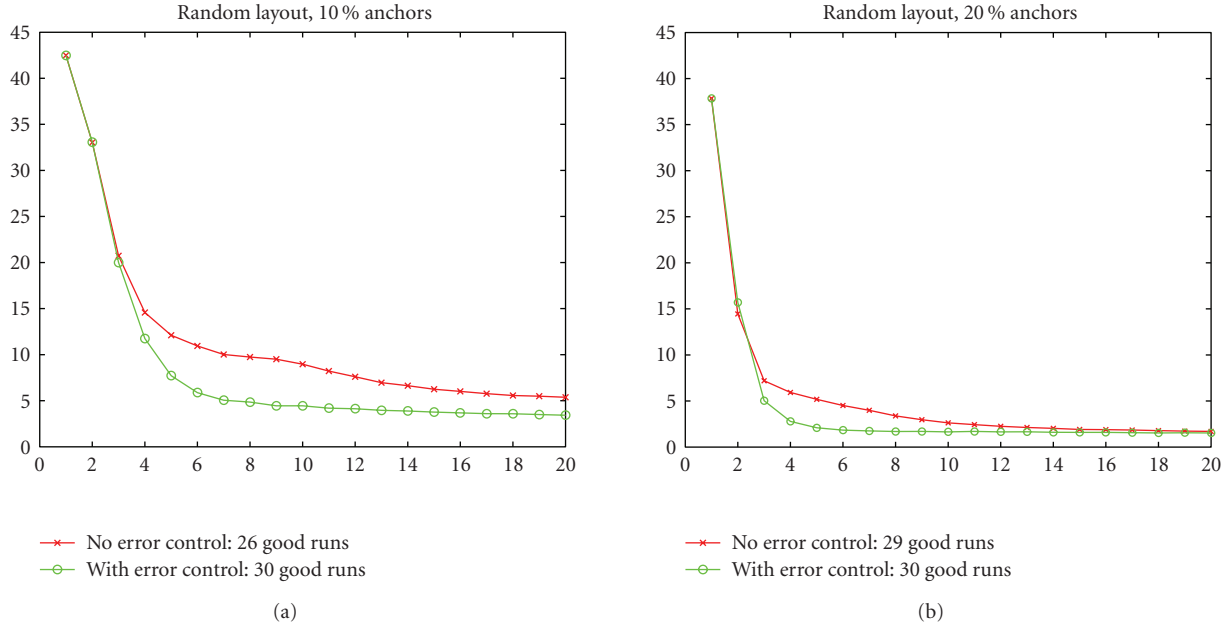 Random layout, 10 % anchors
45
40
35
30
25
20
15
10
5
0
0 2 4 6 8 10 12 14 16 18 20
No error control: 26 good runs
With error control: 30 good runs
(a)
Random layout, 20 % anchors
45
40
35
30
25
20
15
10
5
0
0 2 4 6 8 10 12 14 16 18 20
No error control: 29 good runs
With error control: 30 good runs
(b)